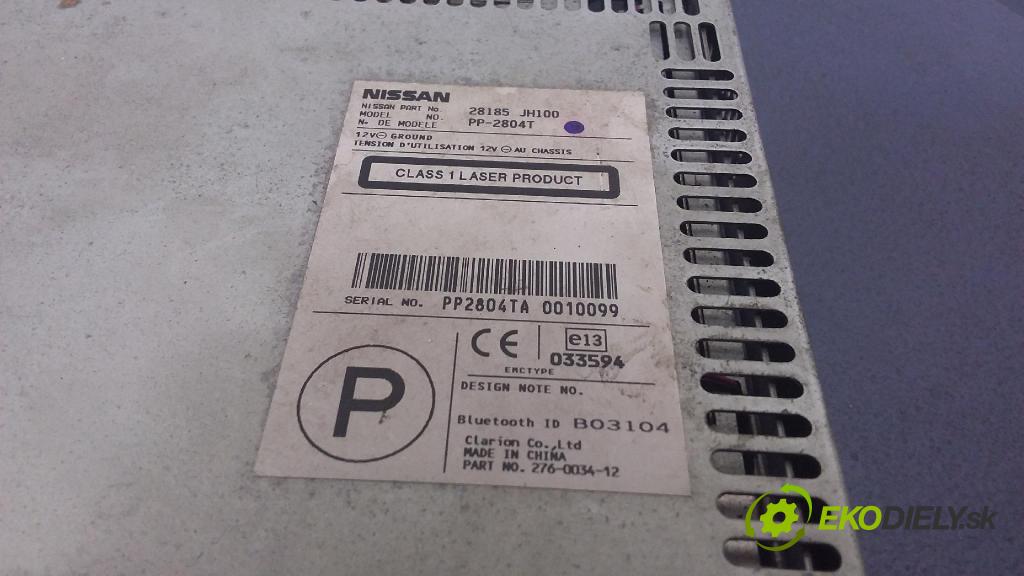 NISSAN
NISSAN PART No. 28185 JH100
MODEL NO. PP-2804T
N° DE MODELE
12V⊖ GROUND
TENSION D'UTILISATION 12V ⊖ AU CHASSIS
CLASS 1 LASER PRODUCT
SERIAL NO. PP2804TA 0010099
CE e13
033594
EMCTYPE
DESIGN NOTE NO.
P
Bluetooth ID B03104
Clarion Co.,Ltd
MADE IN CHINA
PART NO. 276-0034-12
EKODIELY.sk